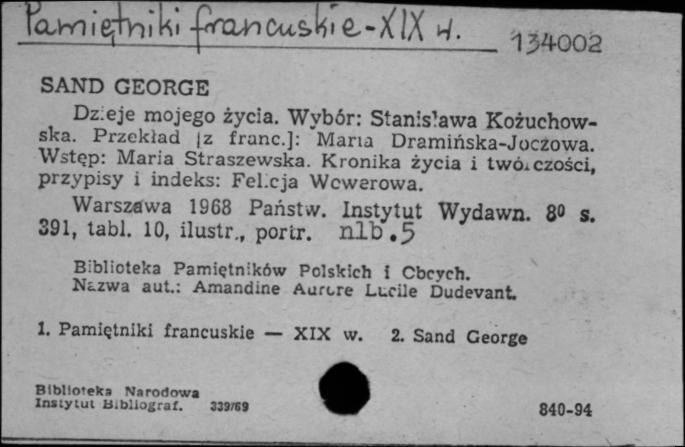 Pamiętniki francuskie - XIX w.
134002
SAND GEORGE
Dzieje mojego życia. Wybór: Stanisława Kożuchow-
ska. Przekład [z franc.]: Maria Dramińska-Joczowa.
Wstęp: Maria Straszewska. Kronika życia i twórczości,
przypisy i indeks: Felicja Wowerowa.
Warszawa 1968 Państw. Instytut Wydawn. 8⁰ s.
391, tabl. 10, ilustr., portr. nlb. 5
Biblioteka Pamiętników Polskich i Obcych.
Nazwa aut.: Amandine Aurore Lucile Dudevant.
1. Pamiętniki francuskie — XIX w. 2. Sand George
Biblioteka Narodowa
Instytut Bibliograf. 339/69
840-94